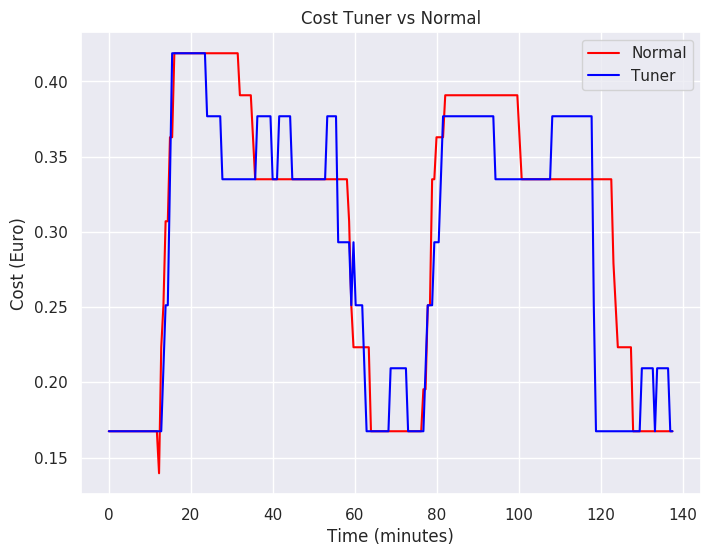 Cost Tuner vs Normal
Normal
Tuner
Cost (Euro)
0.40
0.35
0.30
0.25
0.20
0.15
0 20 40 60 80 100 120 140
Time (minutes)